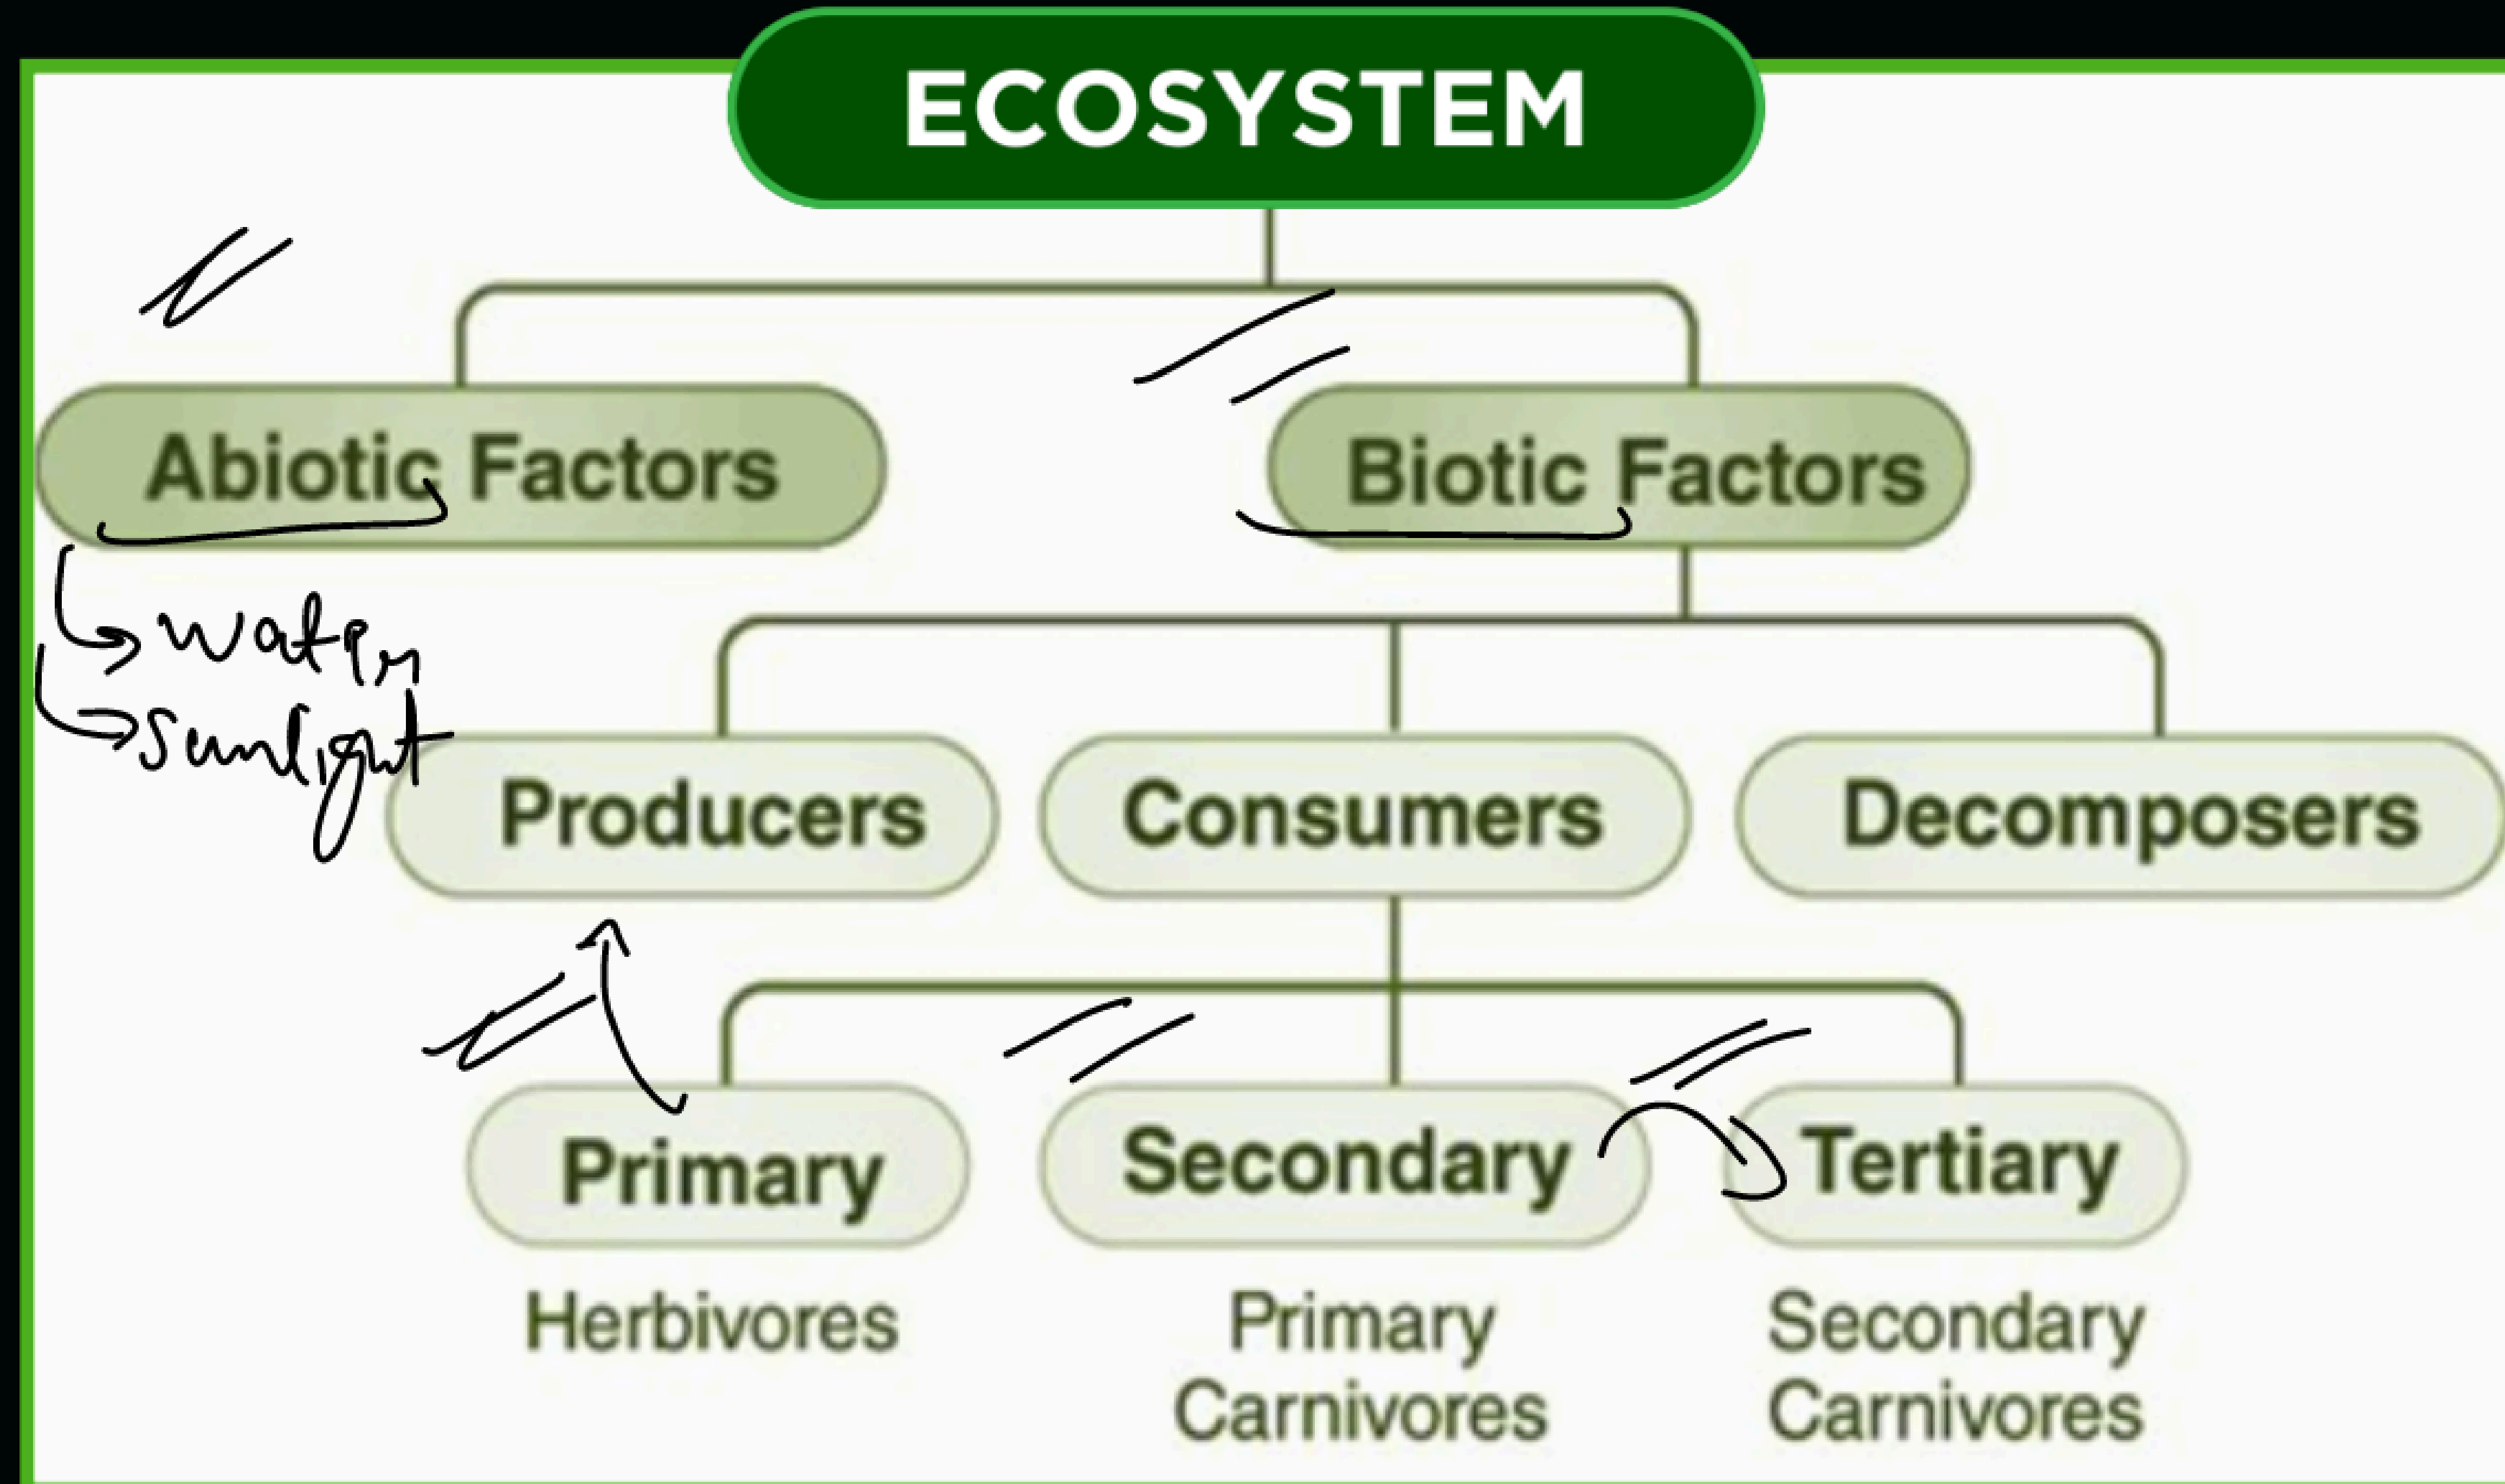 ECOSYSTEM
Abiotic Factors
Biotic Factors
water
sunlight
Producers
Consumers
Decomposers
Primary
Secondary
Tertiary
Herbivores
Primary
Carnivores
Secondary
Carnivores